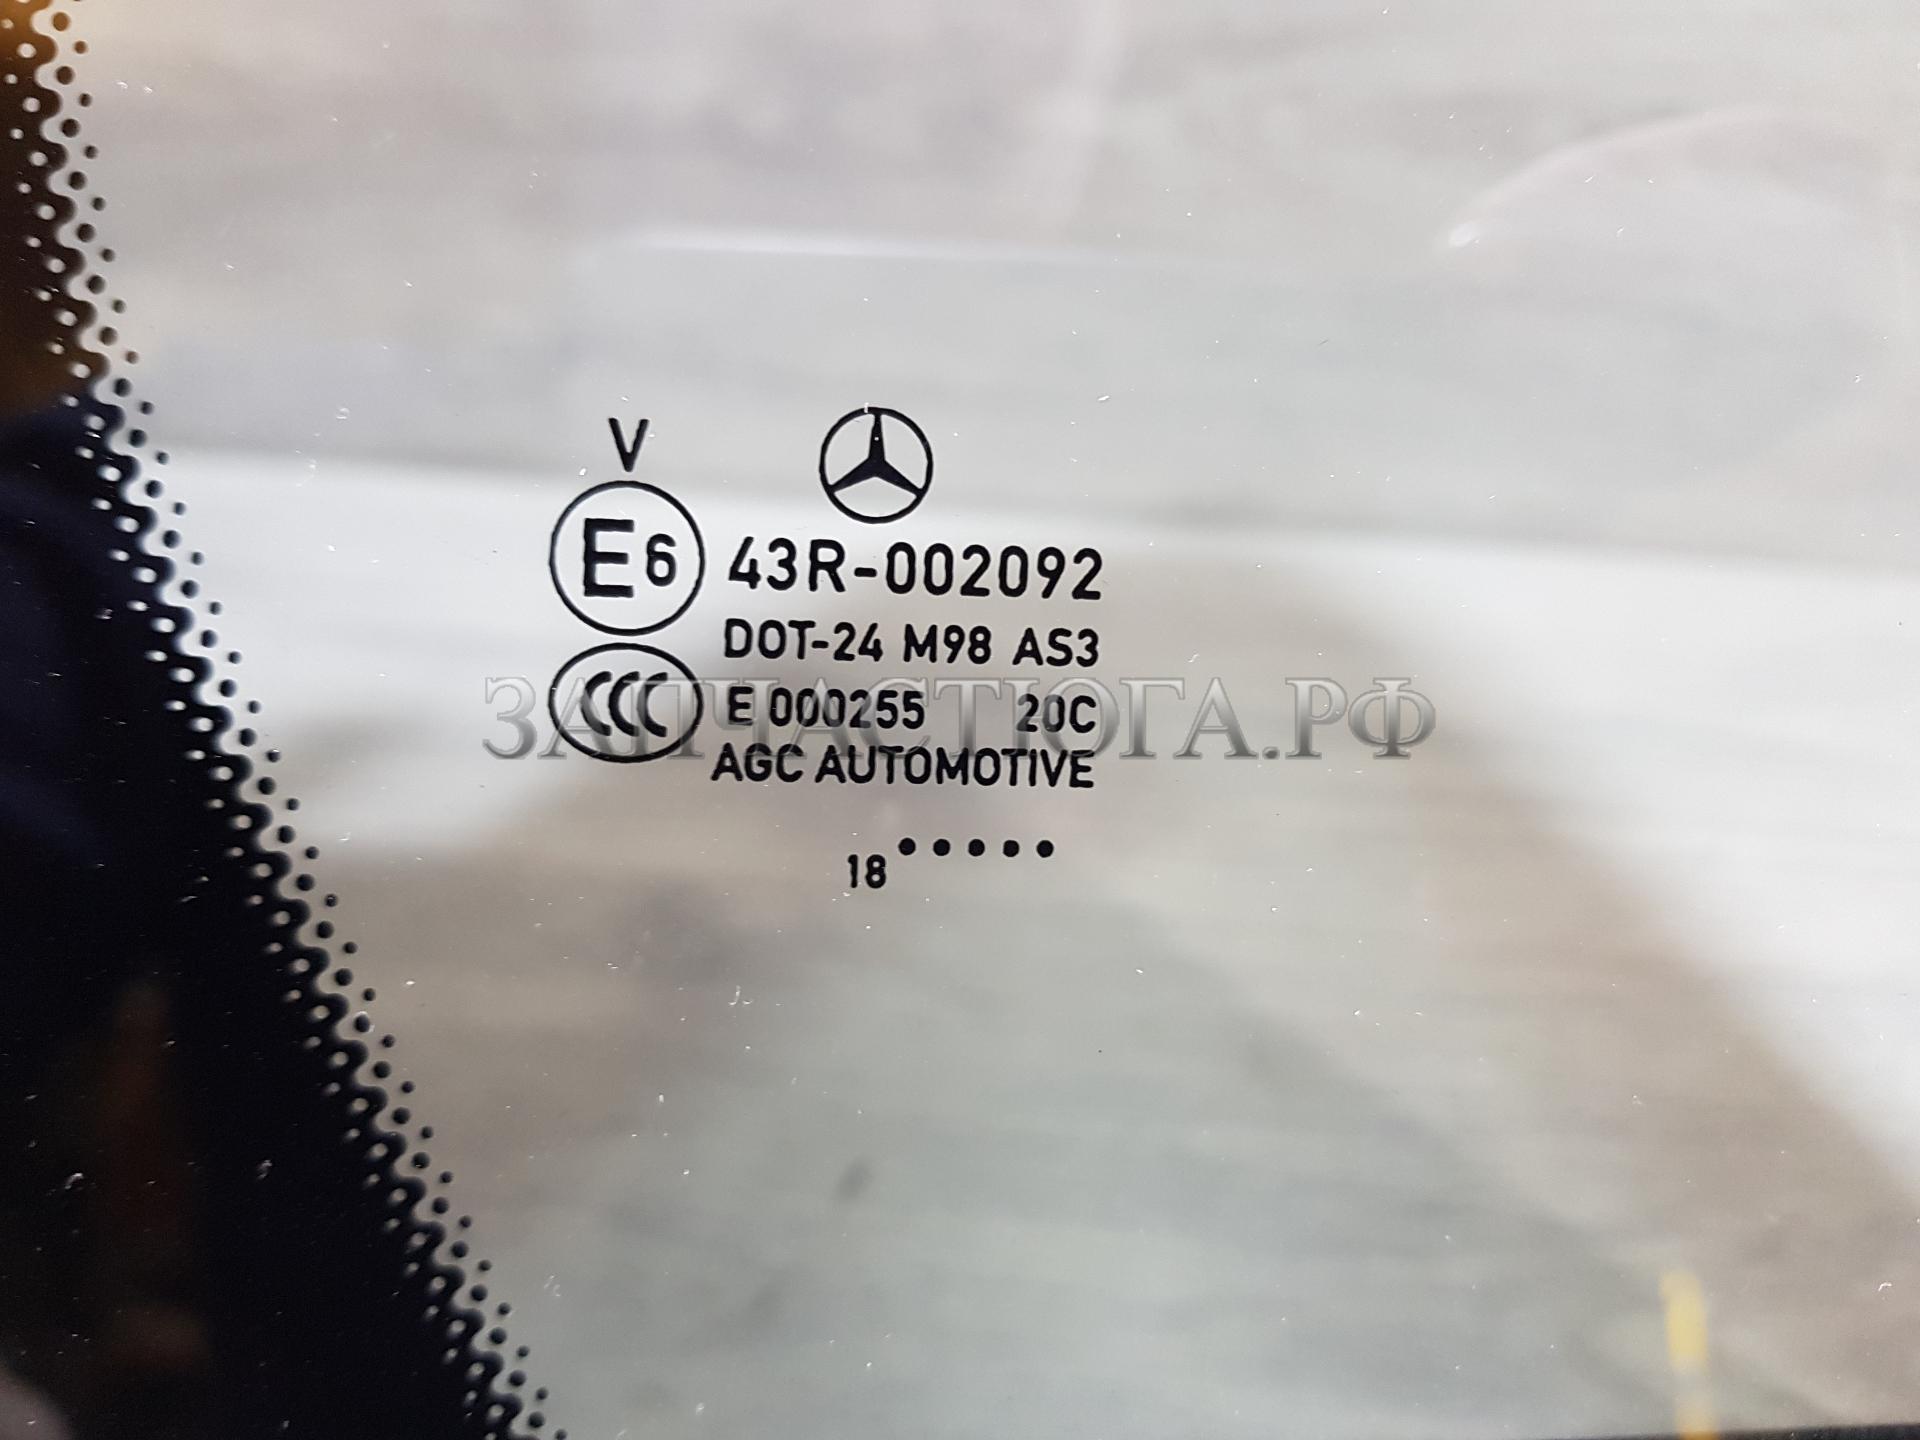 V
E6 43R-002092
DOT-24 M98 AS3
CCC E 000255 20C
ЗАПЧАСТЮГА.РФ
AGC AUTOMOTIVE
18 •••••